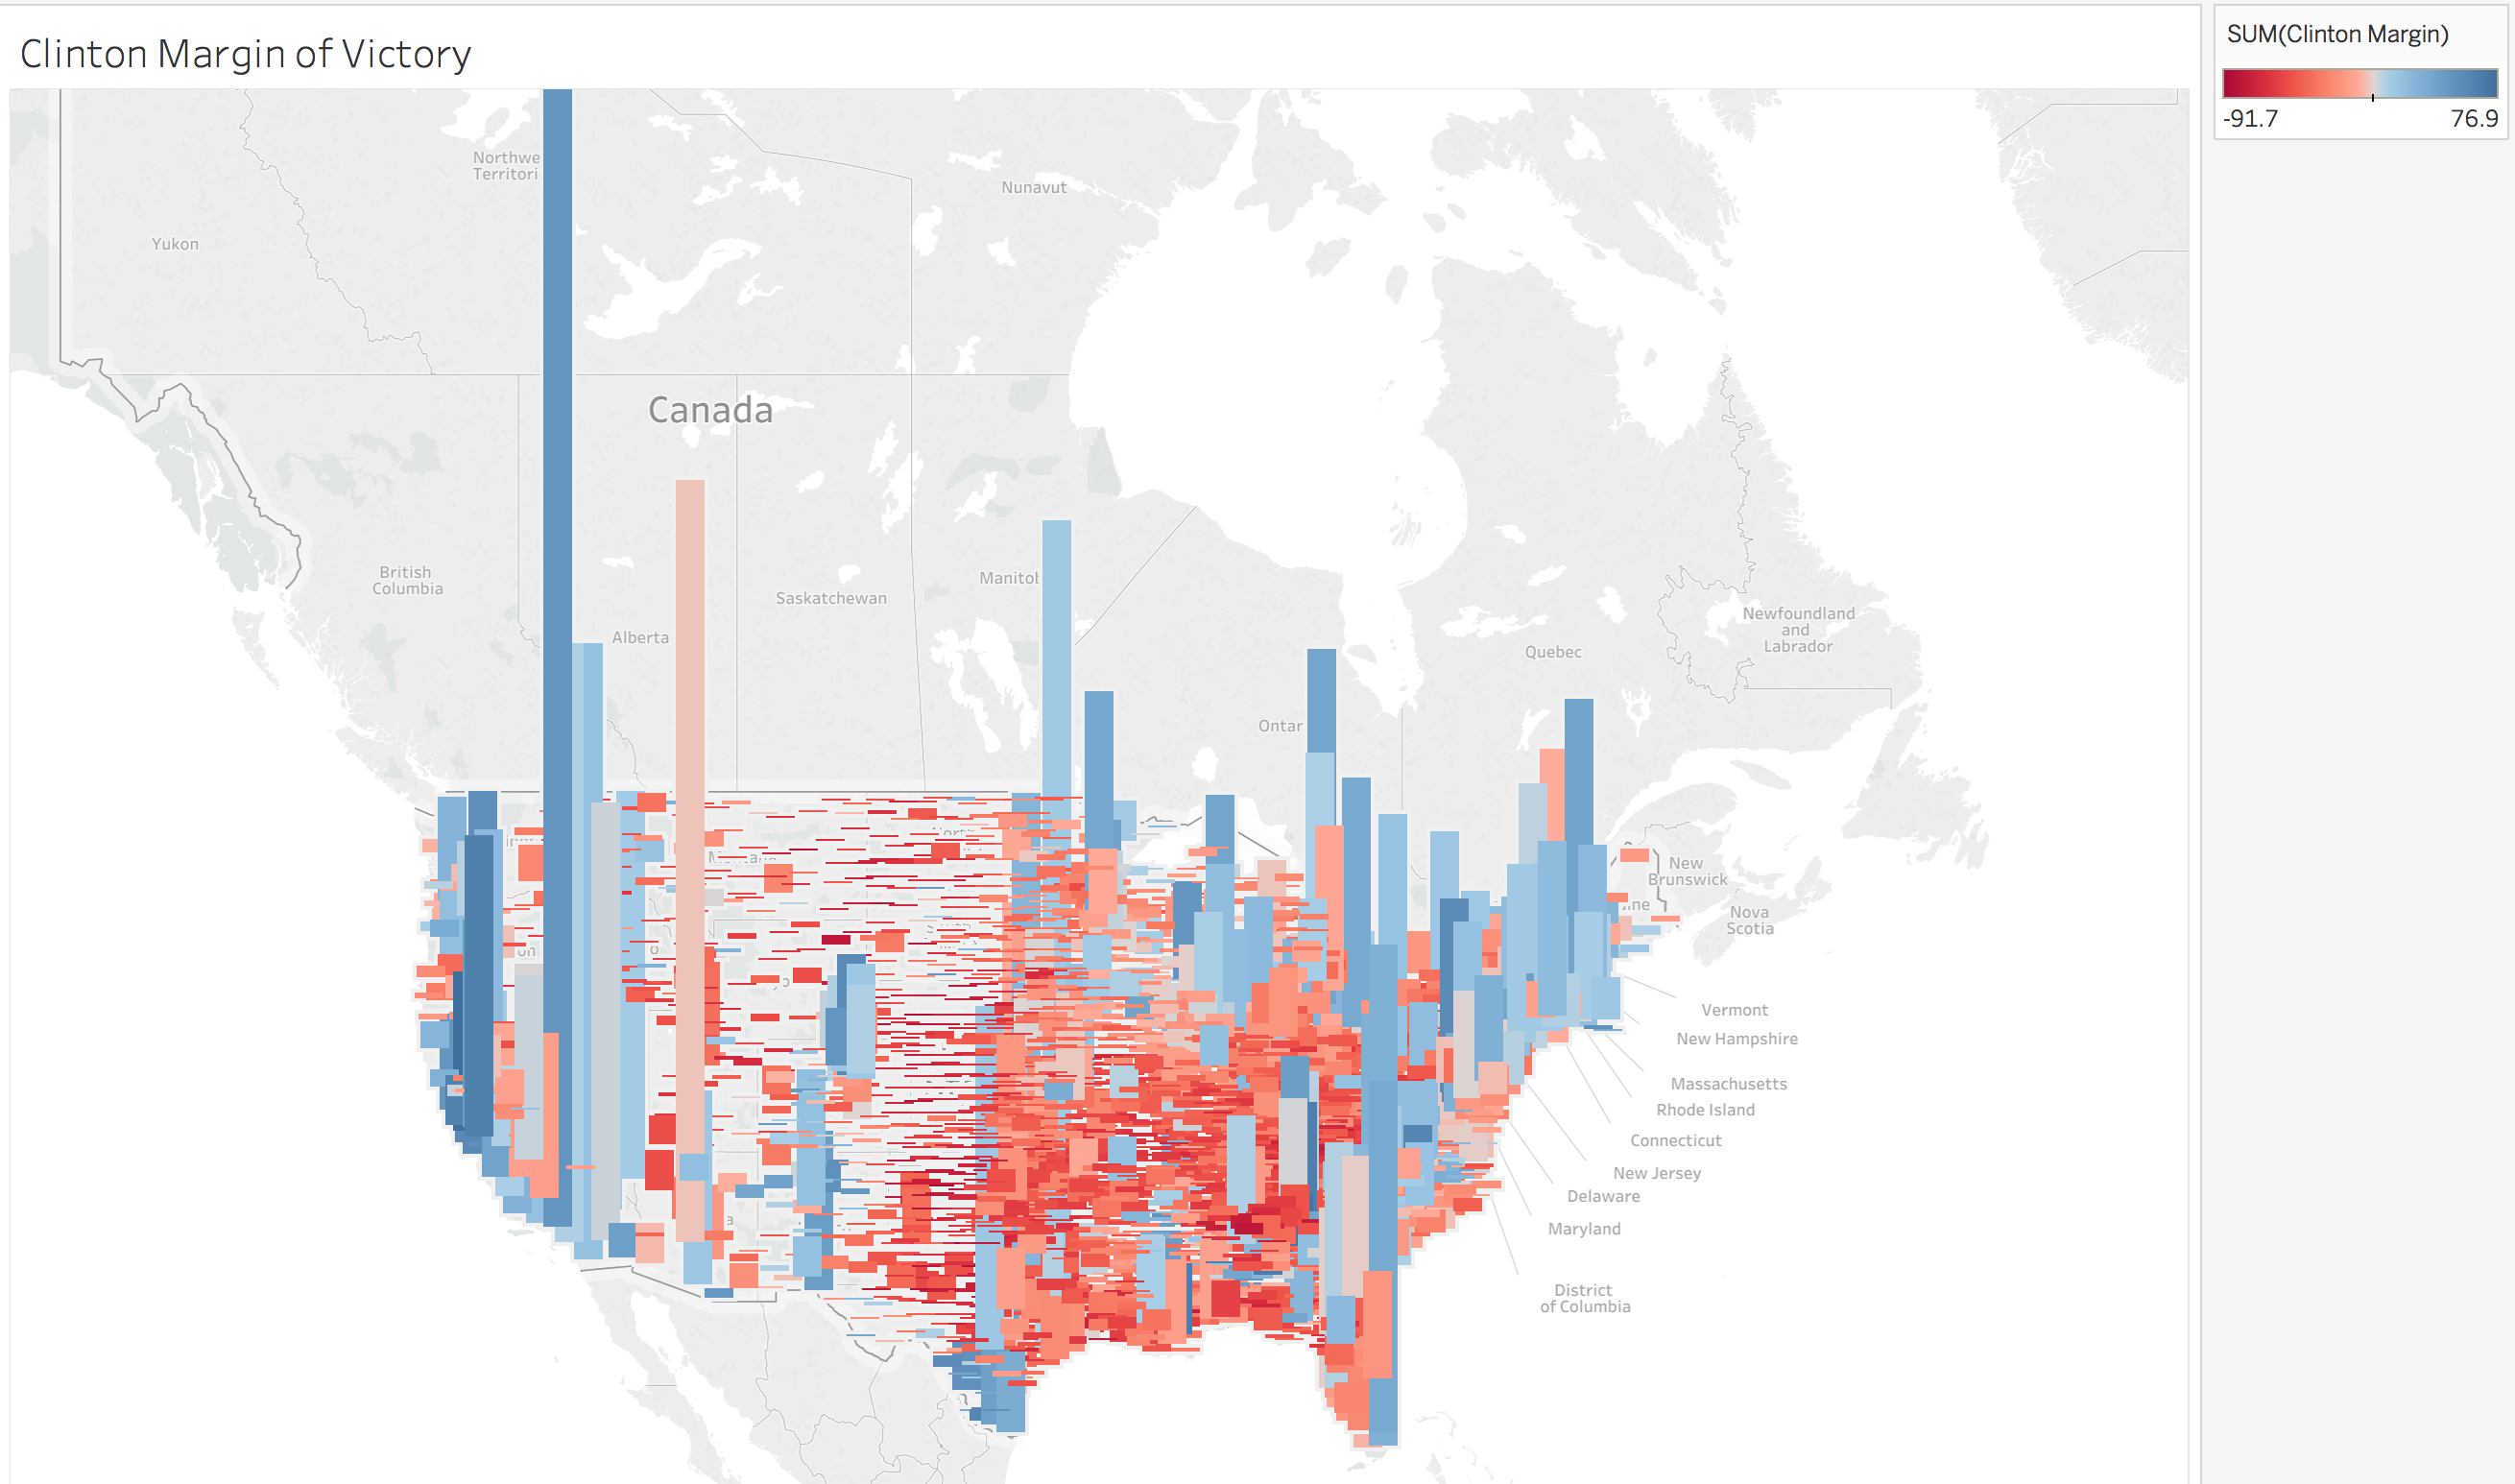 Clinton Margin of Victory
SUM(Clinton Margin)
-91.7 76.9
Northwe
Territori
Nunavut
Yukon
Canada
British
Columbia
Alberta
Saskatchewan
Manitol
Newfoundland
and
Labrador
Quebec
Ontar
New
Brunswick
Nova
Scotia
Vermont
New Hampshire
Massachusetts
Rhode Island
Connecticut
New Jersey
Delaware
Maryland
District
of Columbia